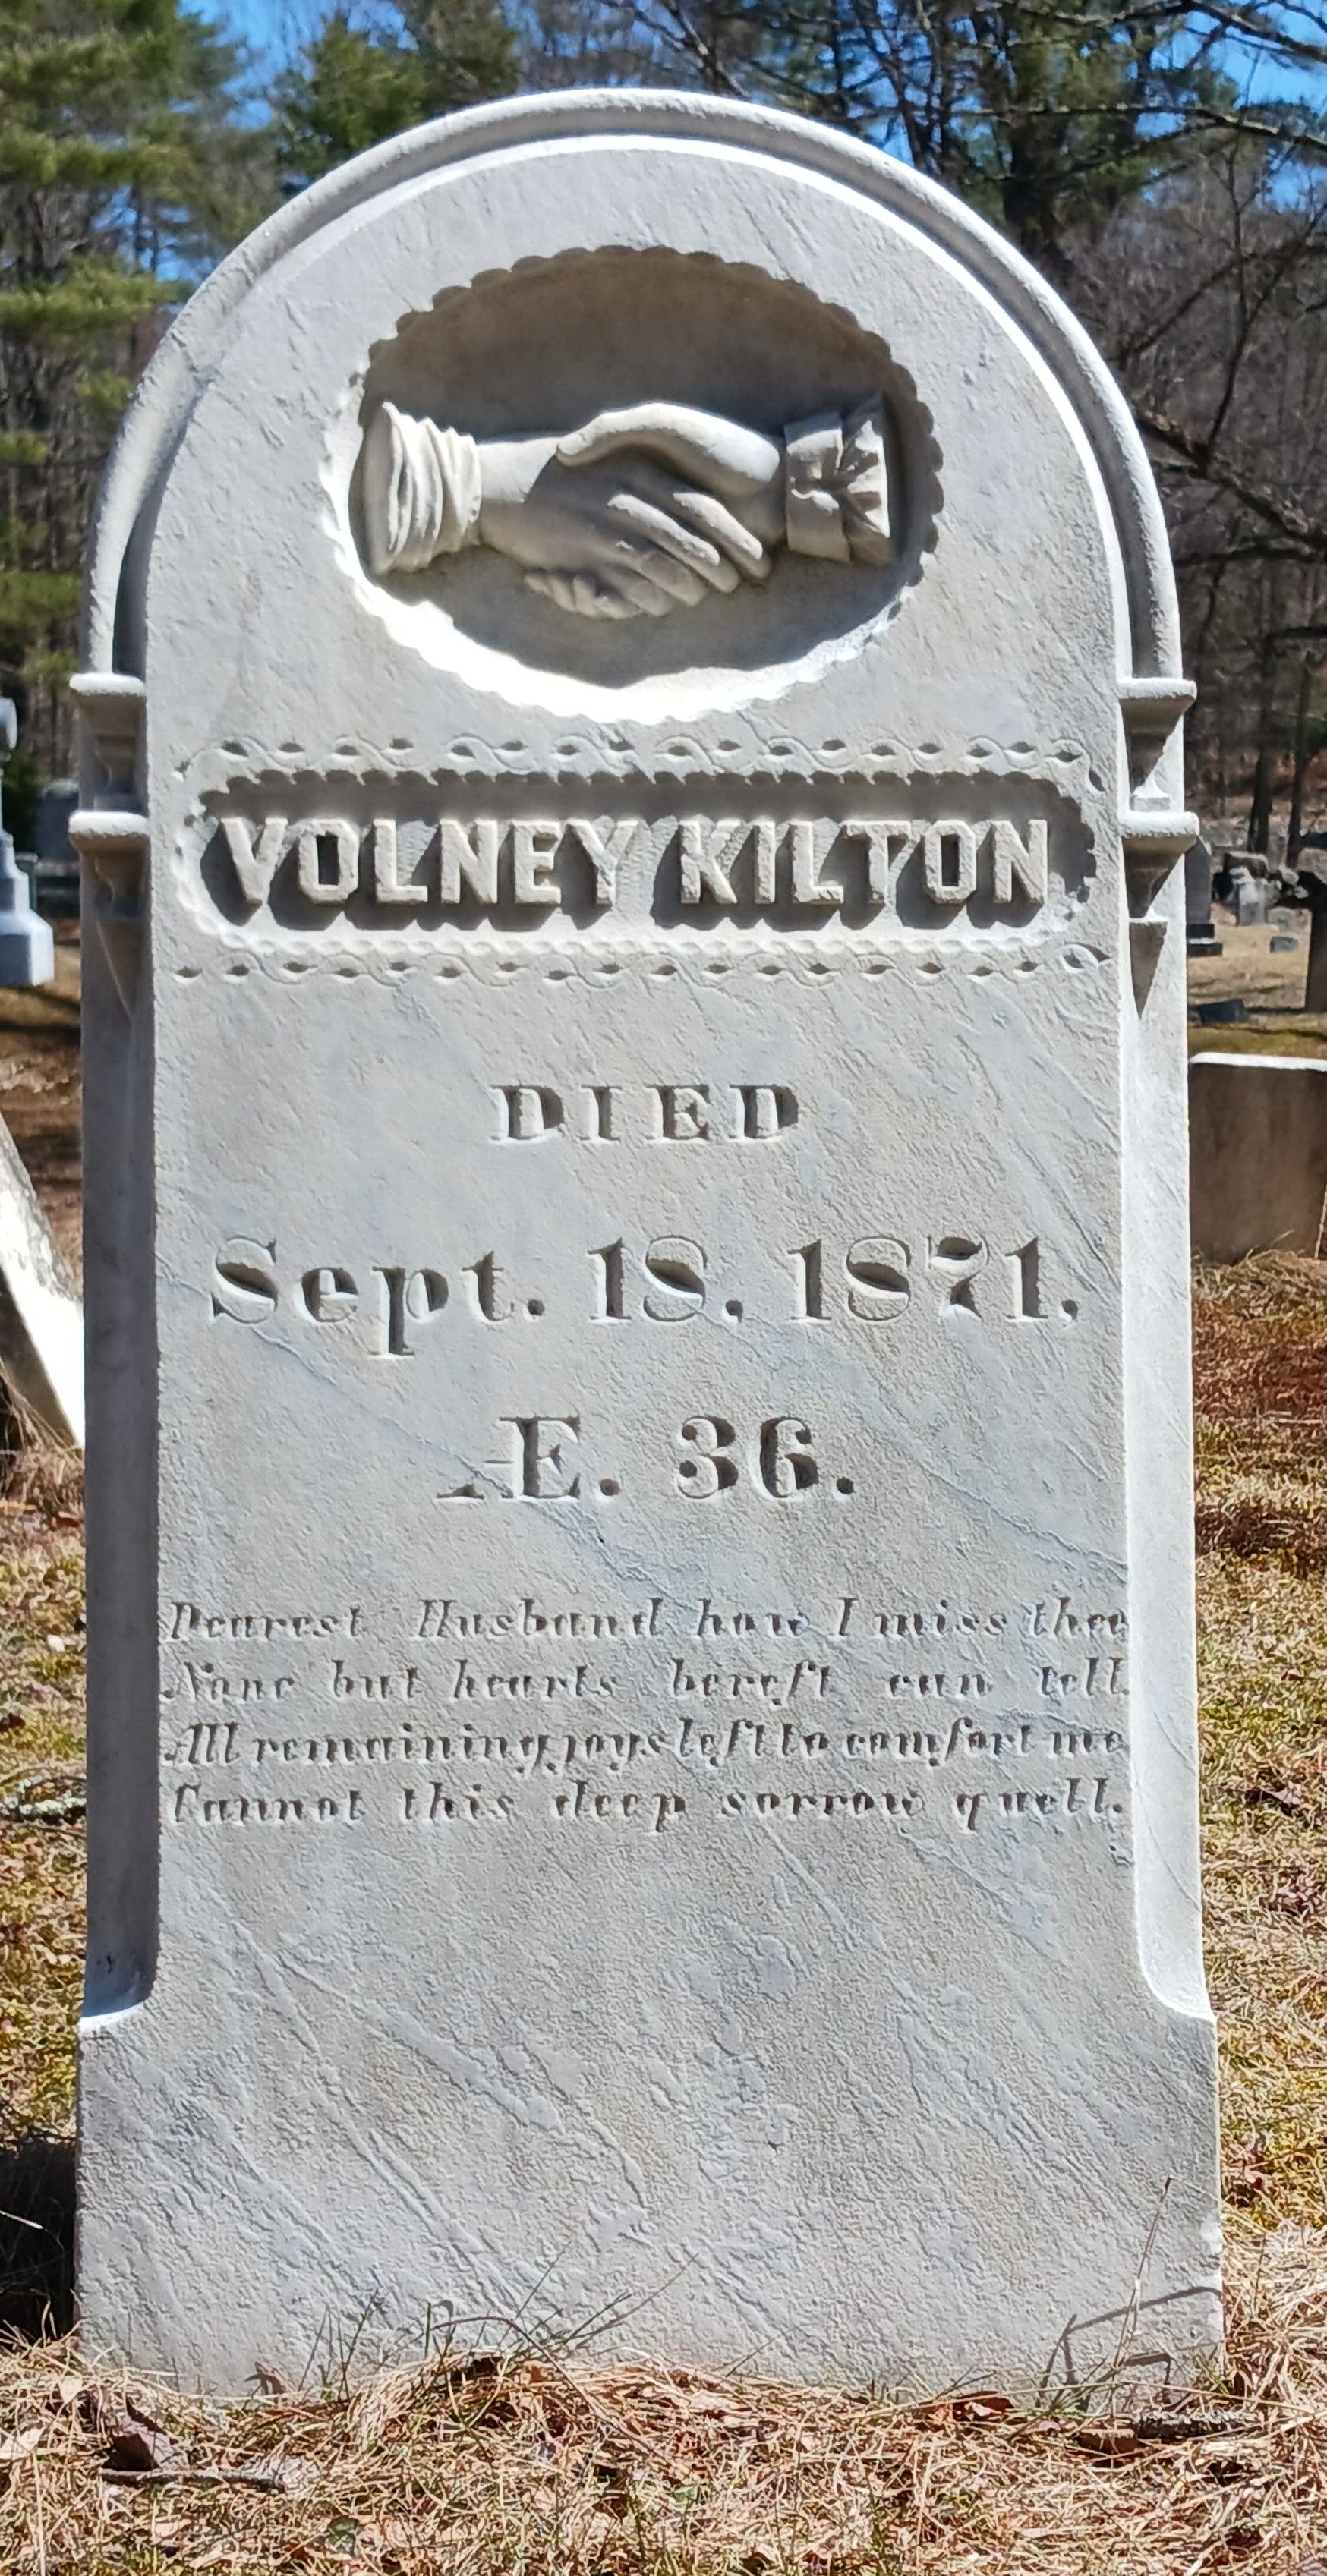 VOLNEY KILTON
DIED
Sept. 18, 1871,
Æ. 36.
Dearest Husband how I miss thee
None but hearts bereft can tell.
All remaining joys left to comfort me
Cannot this deep sorrow quell.